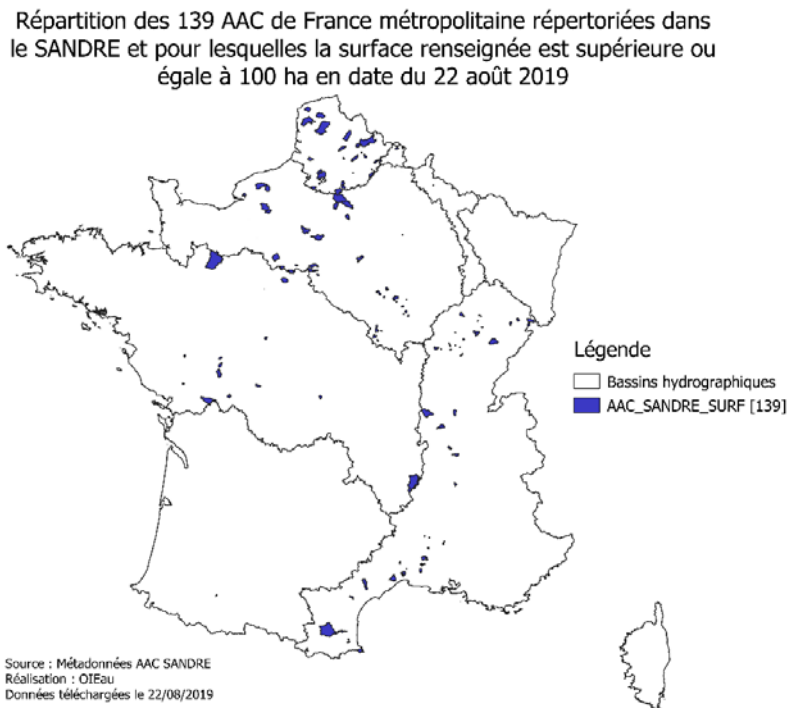 Répartition des 139 AAC de France métropolitaine répertoriées dans
le SANDRE et pour lesquelles la surface renseignée est supérieure ou
égale à 100 ha en date du 22 août 2019
Légende
Bassins hydrographiques
AAC_SANDRE_SURF [139]
Source : Métadonnées AAC SANDRE
Réalisation : OIEau
Données téléchargées le 22/08/2019